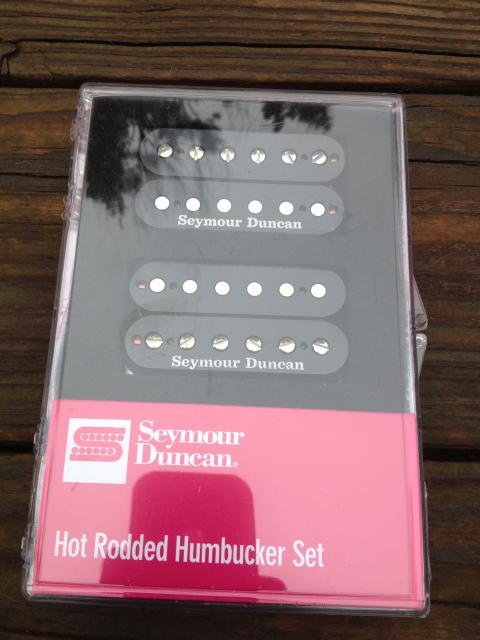 Seymour Duncan
Seymour Duncan
Seymour
Duncan®
Hot Rodded Humbucker Set